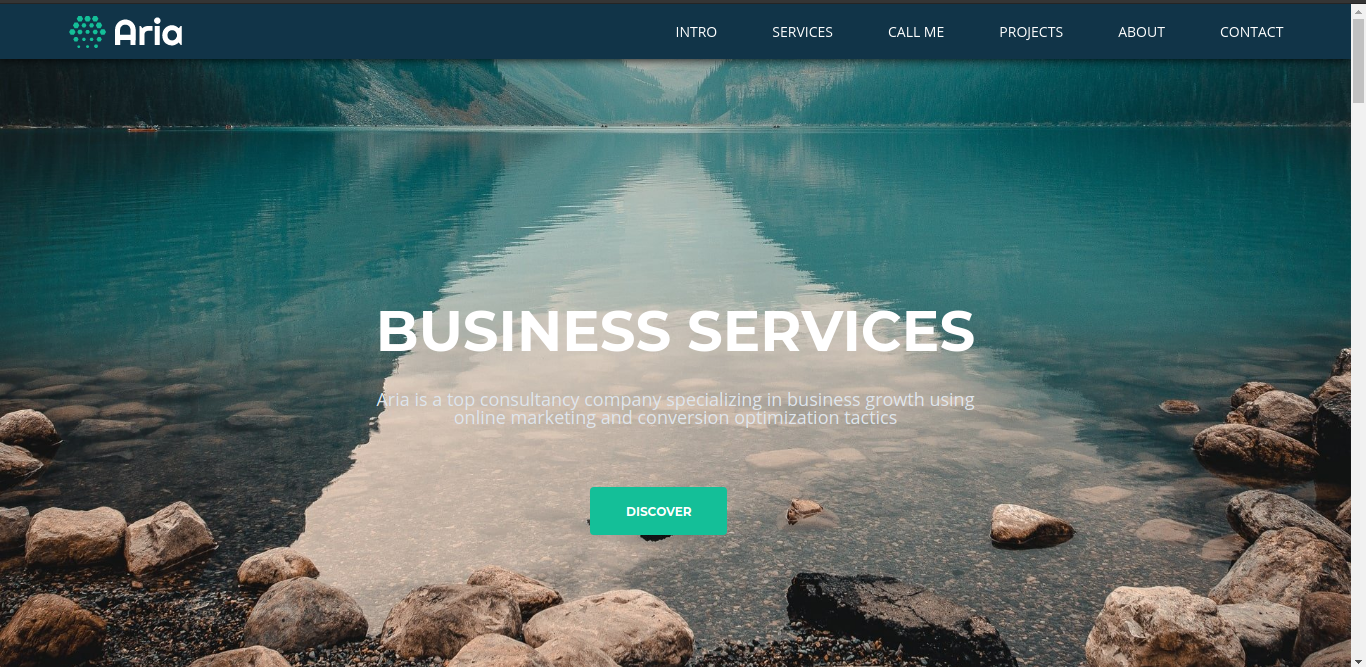 Aria
INTRO
SERVICES
CALL ME
PROJECTS
ABOUT
CONTACT
BUSINESS SERVICES
Aria is a top consultancy company specializing in business growth using
online marketing and conversion optimization tactics
DISCOVER